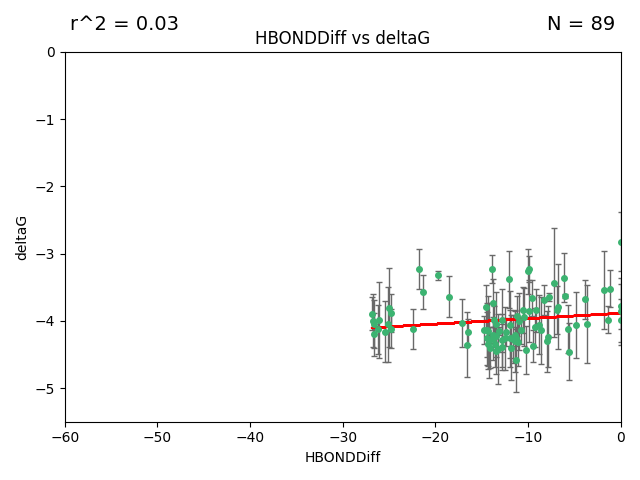 r^2 = 0.03
N = 89
HBONDDiff vs deltaG
0
−1
−2
−3
−4
−5
deltaG
−60 −50 −40 −30 −20 −10 0
HBONDDiff